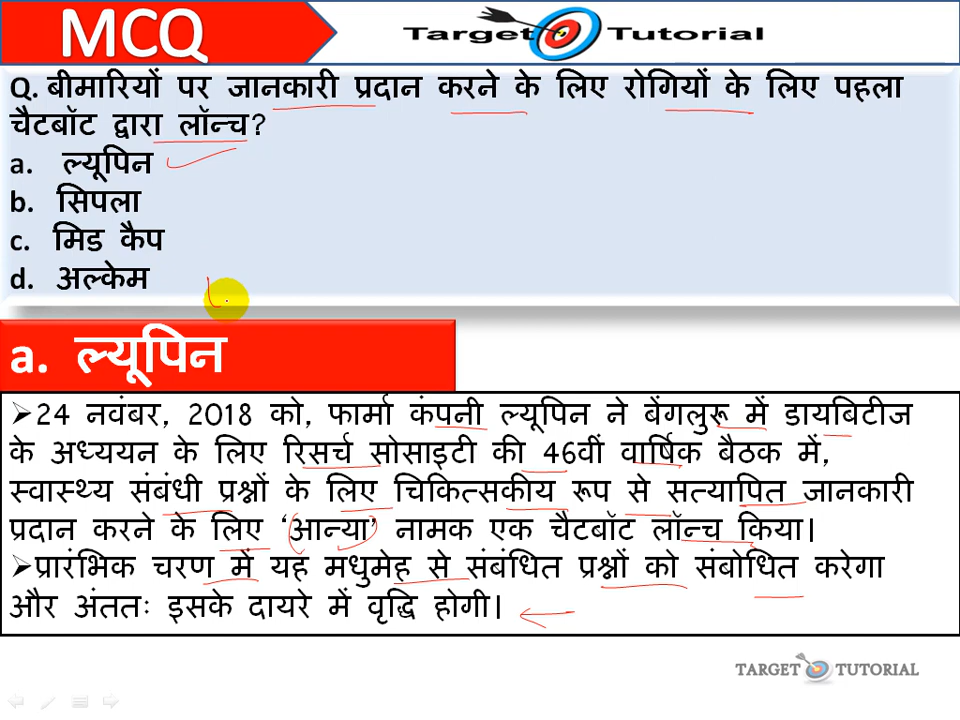 MCQ
Target Tutorial
Q. बीमारियों पर जानकारी प्रदान करने के लिए रोगियों के लिए पहला
चैटबॉट द्वारा लॉन्च?
a. ल्यूपिन
b. सिपला
c. मिड कैप
d. अल्केम
a. ल्यूपिन
➢24 नवंबर, 2018 को, फार्मा कंपनी ल्यूपिन ने बेंगलुरू में डायबिटीज
के अध्ययन के लिए रिसर्च सोसाइटी की 46वीं वार्षिक बैठक में,
स्वास्थ्य संबंधी प्रश्नों के लिए चिकित्सकीय रूप से सत्यापित जानकारी
प्रदान करने के लिए ‘आन्या’ नामक एक चैटबॉट लॉन्च किया।
➢प्रारंभिक चरण में यह मधुमेह से संबंधित प्रश्नों को संबोधित करेगा
और अंततः इसके दायरे में वृद्धि होगी।
TARGET TUTORIAL